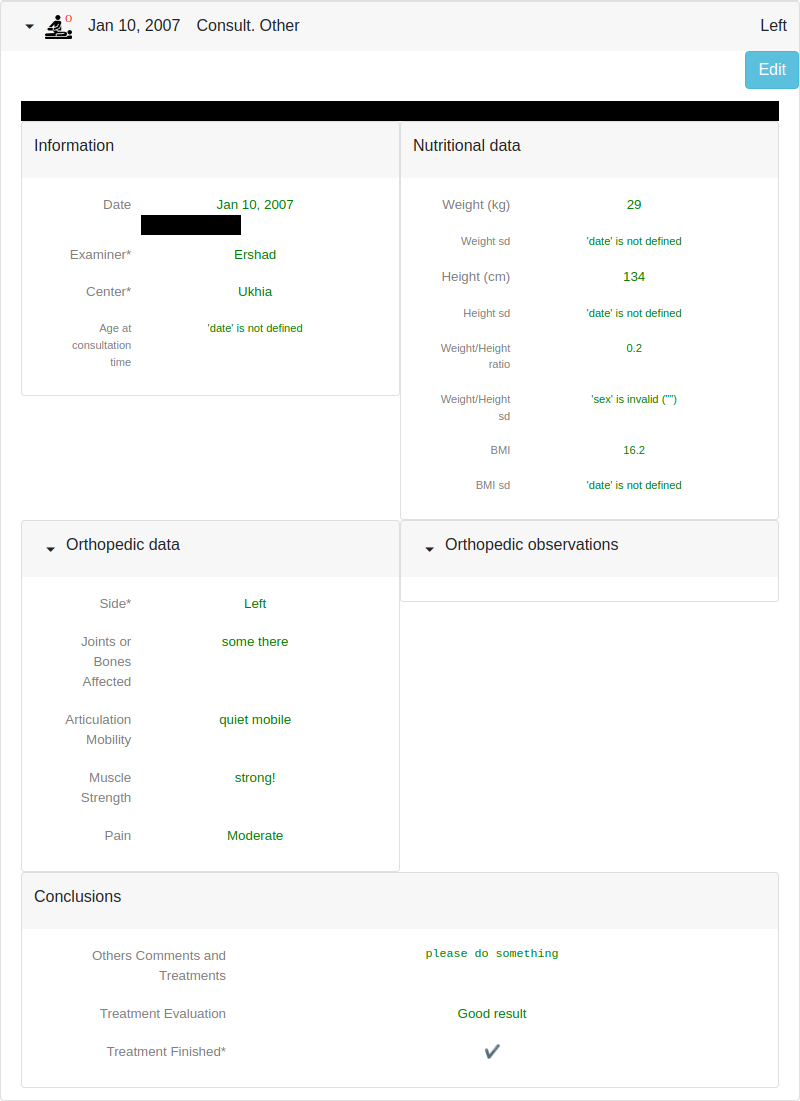 O
Jan 10, 2007 Consult. Other Left
Edit
Information
Date Jan 10, 2007
Examiner* Ershad
Center* Ukhia
Age at 'date' is not defined
consultation
time
Nutritional data
Weight (kg) 29
Weight sd 'date' is not defined
Height (cm) 134
Height sd 'date' is not defined
Weight/Height 0.2
ratio
Weight/Height 'sex' is invalid ("")
sd
BMI 16.2
BMI sd 'date' is not defined
Orthopedic data
Side* Left
Joints or some there
Bones
Affected
Articulation quiet mobile
Mobility
Muscle strong!
Strength
Pain Moderate
Orthopedic observations
Conclusions
Others Comments and please do something
Treatments
Treatment Evaluation Good result
Treatment Finished* ✔